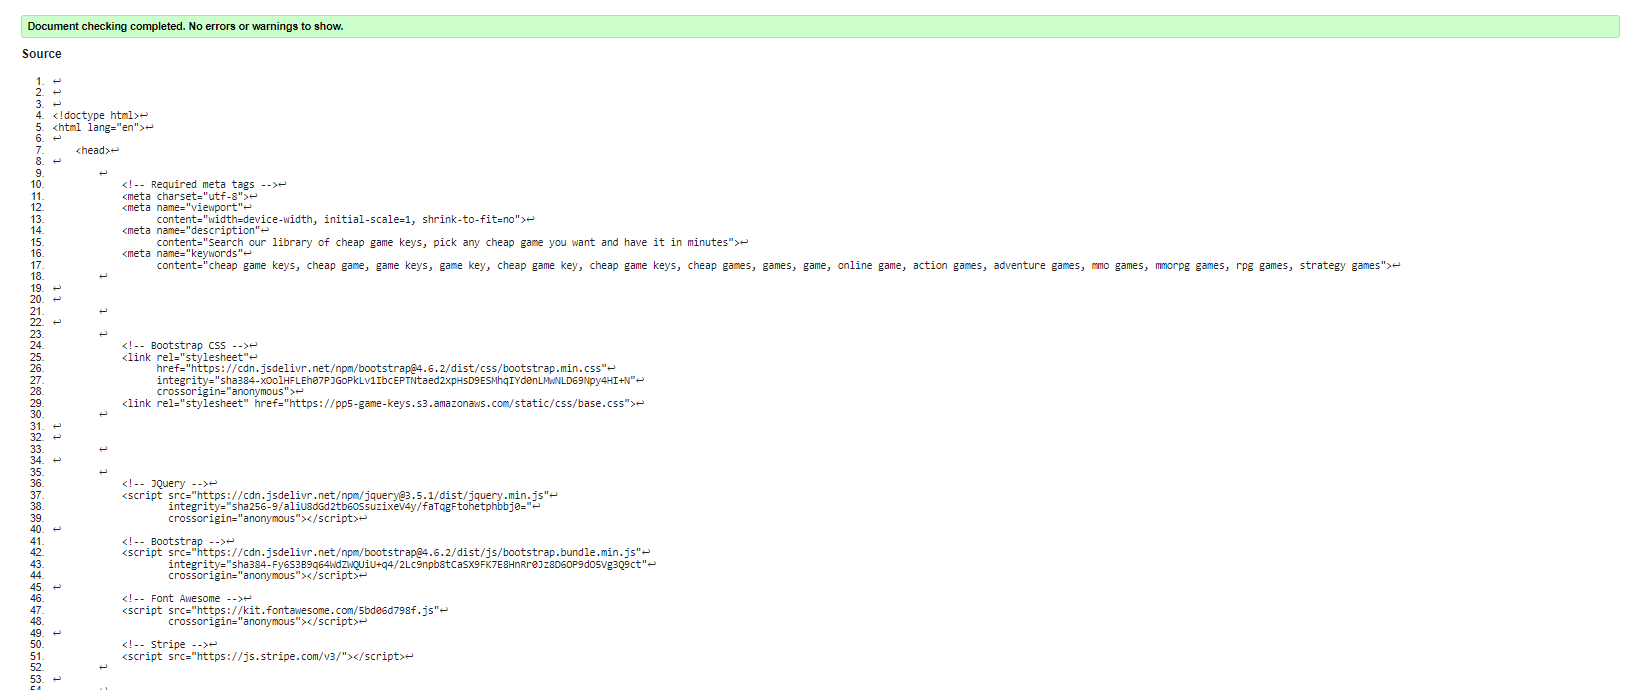 Document checking completed. No errors or warnings to show.
Source
1. ↩
2. ↩
3. ↩
4. <!doctype html>↩
5. <html lang="en">↩
6. ↩
7. <head>↩
8. ↩
9. ↩
10. <!-- Required meta tags -->↩
11. <meta charset="utf-8">↩
12. <meta name="viewport"↩
13. content="width=device-width, initial-scale=1, shrink-to-fit=no">↩
14. <meta name="description"↩
15. content="Search our library of cheap game keys, pick any cheap game you want and have it in minutes">↩
16. <meta name="keywords"↩
17. content="cheap game keys, cheap game, game keys, game key, cheap game key, cheap game keys, cheap games, games, game, online game, action games, adventure games, mmo games, mmorpg games, rpg games, strategy games">↩
18. ↩
19. ↩
20. ↩
21. ↩
22. ↩
23. ↩
24. <!-- Bootstrap CSS -->↩
25. <link rel="stylesheet"↩
26. href="https://cdn.jsdelivr.net/npm/bootstrap@4.6.2/dist/css/bootstrap.min.css"↩
27. integrity="sha384-xOolHFLEh07PJGoPkLv1IbcEPTNtaed2xpHsD9ESMhqIYd0nLMwNLD69Npy4HI+N"↩
28. crossorigin="anonymous">↩
29. <link rel="stylesheet" href="https://pp5-game-keys.s3.amazonaws.com/static/css/base.css">↩
30. ↩
31. ↩
32. ↩
33. ↩
34. ↩
35. ↩
36. <!-- JQuery -->↩
37. <script src="https://cdn.jsdelivr.net/npm/jquery@3.5.1/dist/jquery.min.js"↩
38. integrity="sha256-9/aliU8dGd2tb6OSsuzixeV4y/faTqgFtohetphbbj0="↩
39. crossorigin="anonymous"></script>↩
40. ↩
41. <!-- Bootstrap -->↩
42. <script src="https://cdn.jsdelivr.net/npm/bootstrap@4.6.2/dist/js/bootstrap.bundle.min.js"↩
43. integrity="sha384-Fy6S3B9q64WdZWQUiU+q4/2Lc9npb8tCaSX9FK7E8HnRr0Jz8D6OP9dO5Vg3Q9ct"↩
44. crossorigin="anonymous"></script>↩
45. ↩
46. <!-- Font Awesome -->↩
47. <script src="https://kit.fontawesome.com/5bd06d798f.js"↩
48. crossorigin="anonymous"></script>↩
49. ↩
50. <!-- Stripe -->↩
51. <script src="https://js.stripe.com/v3/"></script>↩
52. ↩
53. ↩